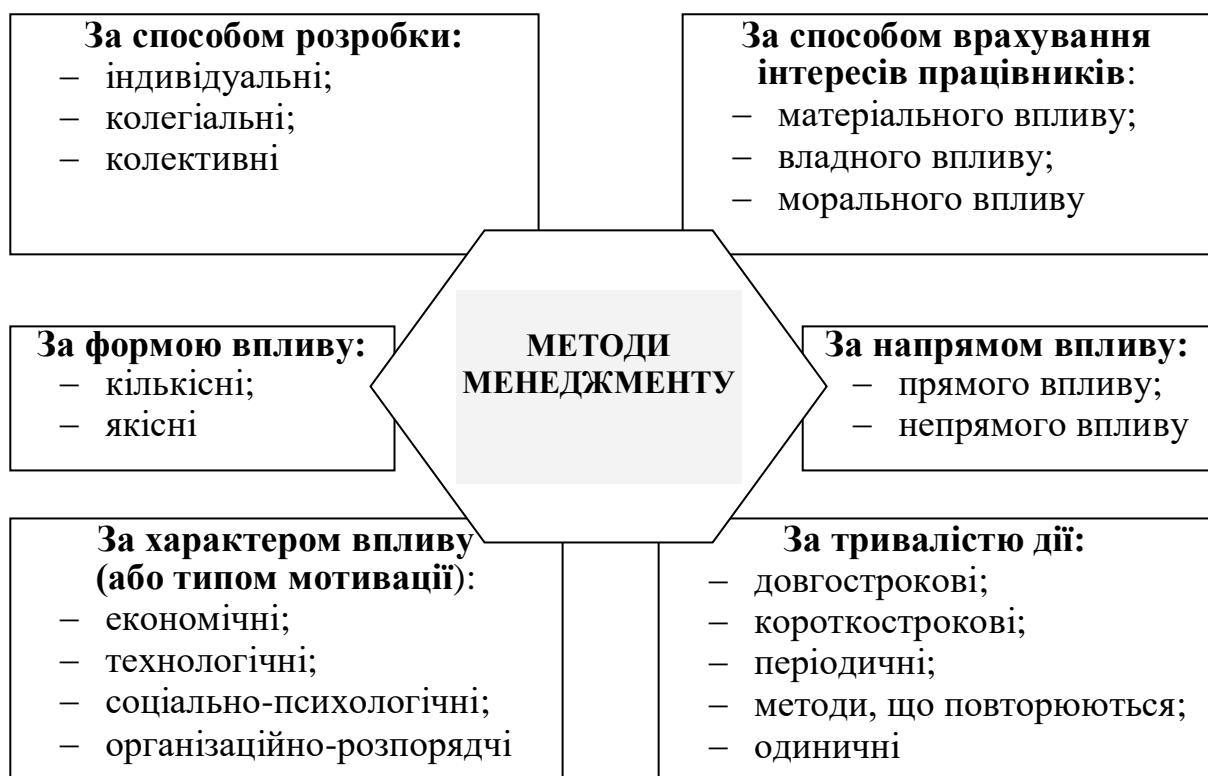 За способом розробки:
– індивідуальні;
– колегіальні;
– колективні
За способом врахування
інтересів працівників:
– матеріального впливу;
– владного впливу;
– морального впливу
За формою впливу:
– кількісні;
– якісні
МЕТОДИ
МЕНЕДЖМЕНТУ
За напрямом впливу:
– прямого впливу;
– непрямого впливу
За характером впливу
(або типом мотивації):
– економічні;
– технологічні;
– соціально-психологічні;
– організаційно-розпорядчі
За тривалістю дії:
– довгострокові;
– короткострокові;
– періодичні;
– методи, що повторюються;
– одиничні